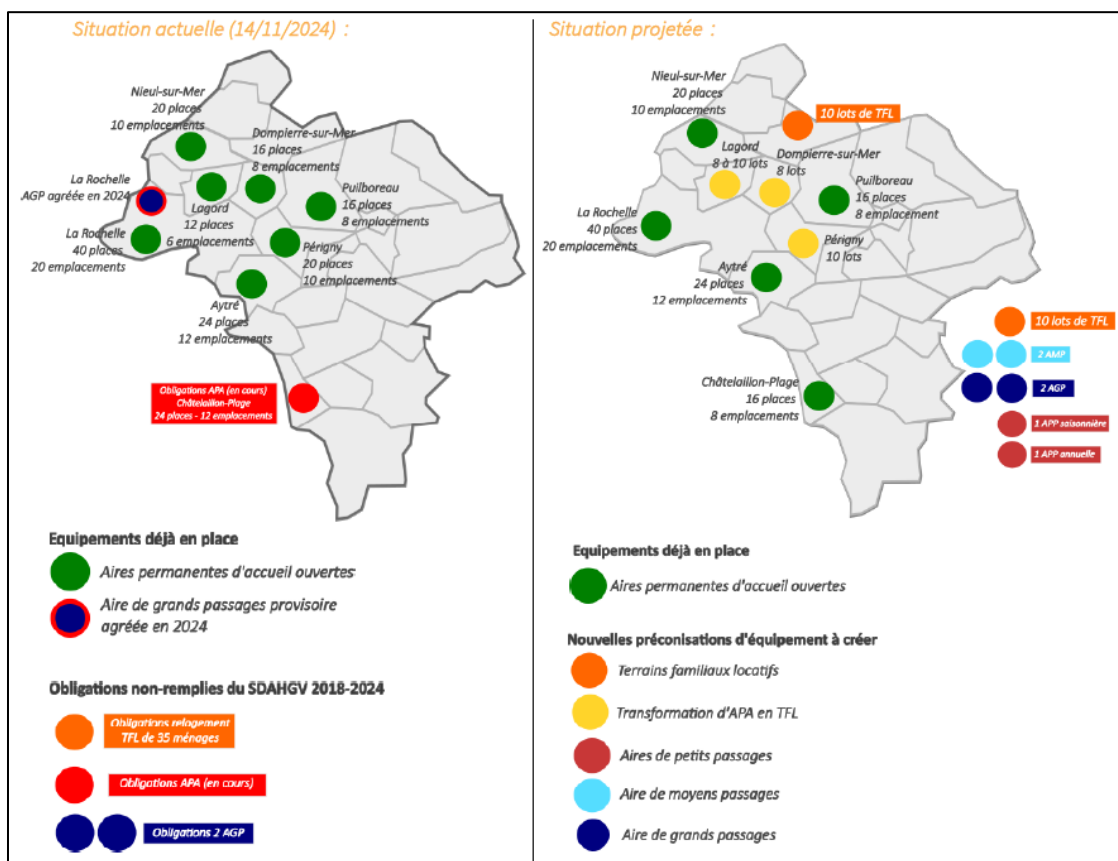 Situation actuelle (14/11/2024) :
Nieul-sur-Mer
20 places
10 emplacements
Dompierre-sur-Mer
16 places
8 emplacements
La Rochelle
AGP agréée en 2024
Lagord
12 places
6 emplacements
Puilboreau
16 places
8 emplacements
La Rochelle
40 places
20 emplacements
Périgny
20 places
10 emplacements
Aytré
24 places
12 emplacements
Obligations APA (en cours)
Châtelaillon-Plage
24 places - 12 emplacements
Equipements déjà en place
Aires permanentes d'accueil ouvertes
Aire de grands passages provisoire
agréée en 2024
Obligations non-remplies du SDAHGV 2018-2024
Obligations relogement
TFL de 35 ménages
Obligations APA (en cours)
Obligations 2 AGP
Situation projetée :
Nieul-sur-Mer
20 places
10 emplacements
10 lots de TFL
Lagord
8 à 10 lots
Dompierre-sur-Mer
8 lots
Puilboreau
16 places
8 emplacement
La Rochelle
40 places
20 emplacements
Périgny
10 lots
Aytré
24 places
12 emplacements
Châtelaillon-Plage
16 places
8 emplacements
10 lots de TFL
2 AMP
2 AGP
1 APP saisonnière
1 APP annuelle
Equipements déjà en place
Aires permanentes d'accueil ouvertes
Nouvelles préconisations d'équipement à créer
Terrains familiaux locatifs
Transformation d'APA en TFL
Aires de petits passages
Aire de moyens passages
Aire de grands passages